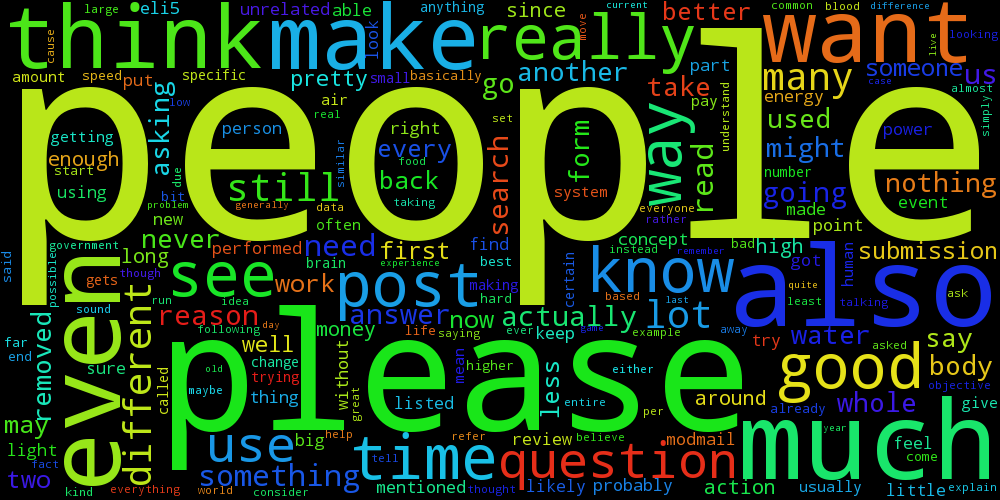 large eli5 unrelated able anything since better common blood difference current
think make really want
cause look move live looking
amount speed put specific pretty small basically go another take part many someone us
people
air real low asking person right set search form way pay read understand energy used case almost simply
getting enough start using every food back taking system might power number
due bit similar still everyone rather going made nothing event
problem new generally data often point
never performed need first find concept instead bad high submission
said government long brain experience best certain remember got human
possible even gets though see work post making know also
sound run idea hard based last quite least talking ask
removed different reason following day money answer now actually lot
far end sure called well life saying ever keep game example away try water asked say
change old trying maybe thing without mean higher less either good body objective
please
great listed entire per around already whole give
may light use big help refer review believe modmail much year feel come
two fact something time tell question
kind everything world consider mentioned thought likely probably action usually little explain